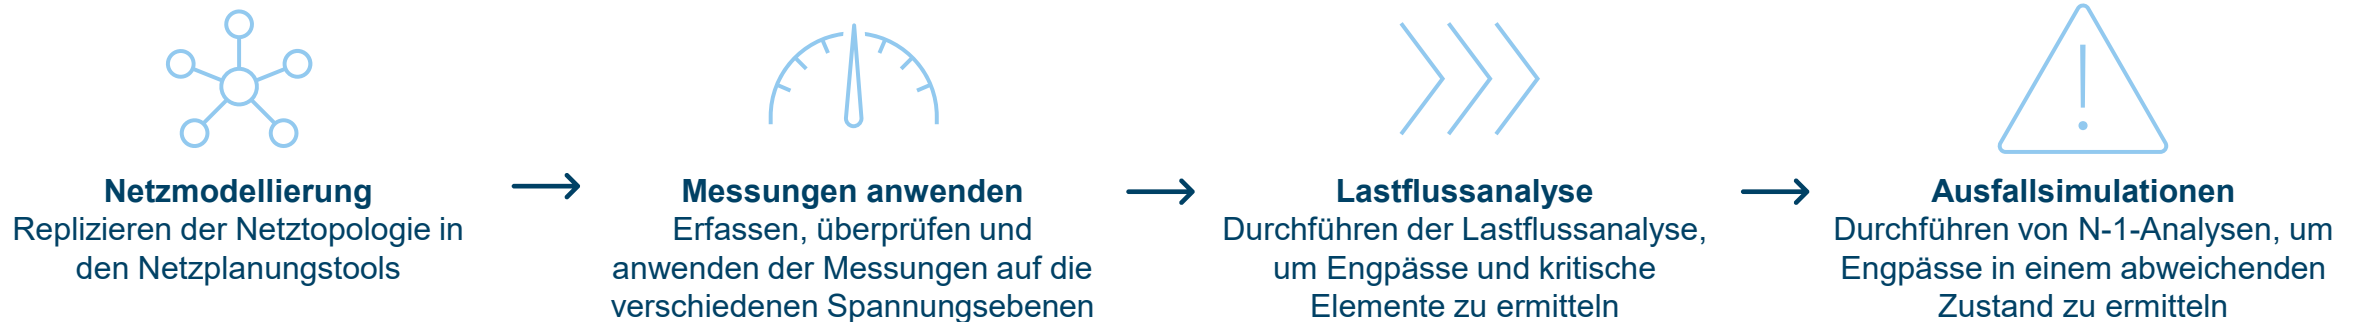 Netzmodellierung
Replizieren der Netztopologie in
den Netzplanungstools
Messungen anwenden
Erfassen, überprüfen und
anwenden der Messungen auf die
verschiedenen Spannungsebenen
Lastflussanalyse
Durchführen der Lastflussanalyse,
um Engpässe und kritische
Elemente zu ermitteln
Ausfallsimulationen
Durchführen von N-1-Analysen, um
Engpässe in einem abweichenden
Zustand zu ermitteln